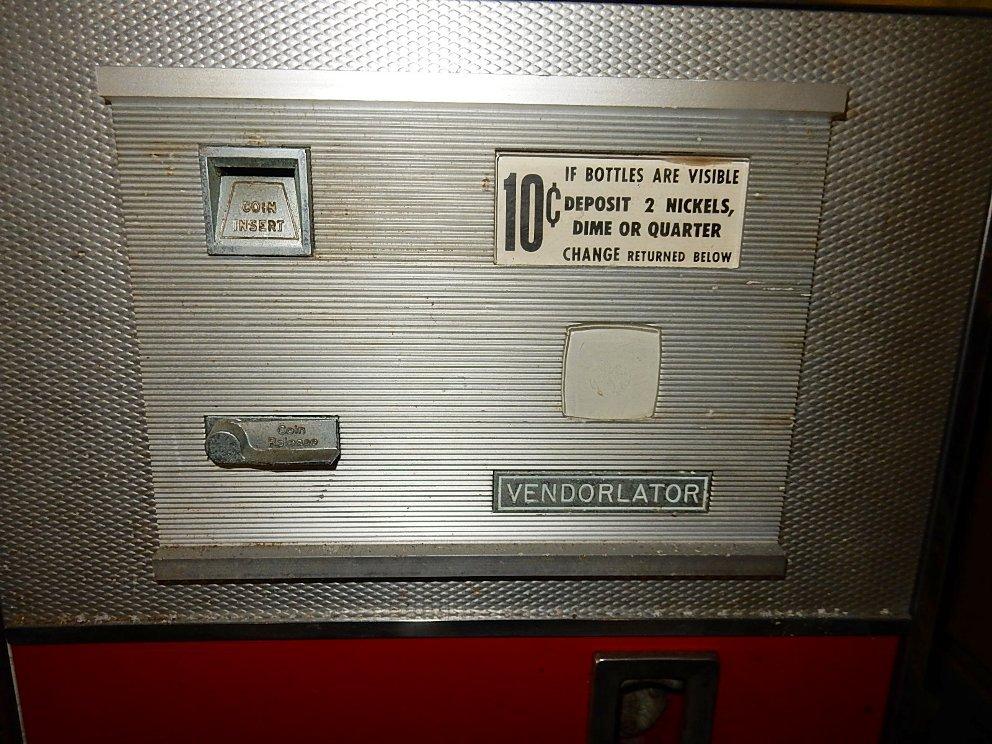 COIN
INSERT
10¢
IF BOTTLES ARE VISIBLE
DEPOSIT 2 NICKELS,
DIME OR QUARTER
CHANGE RETURNED BELOW
Coin
Release
VENDORLATOR